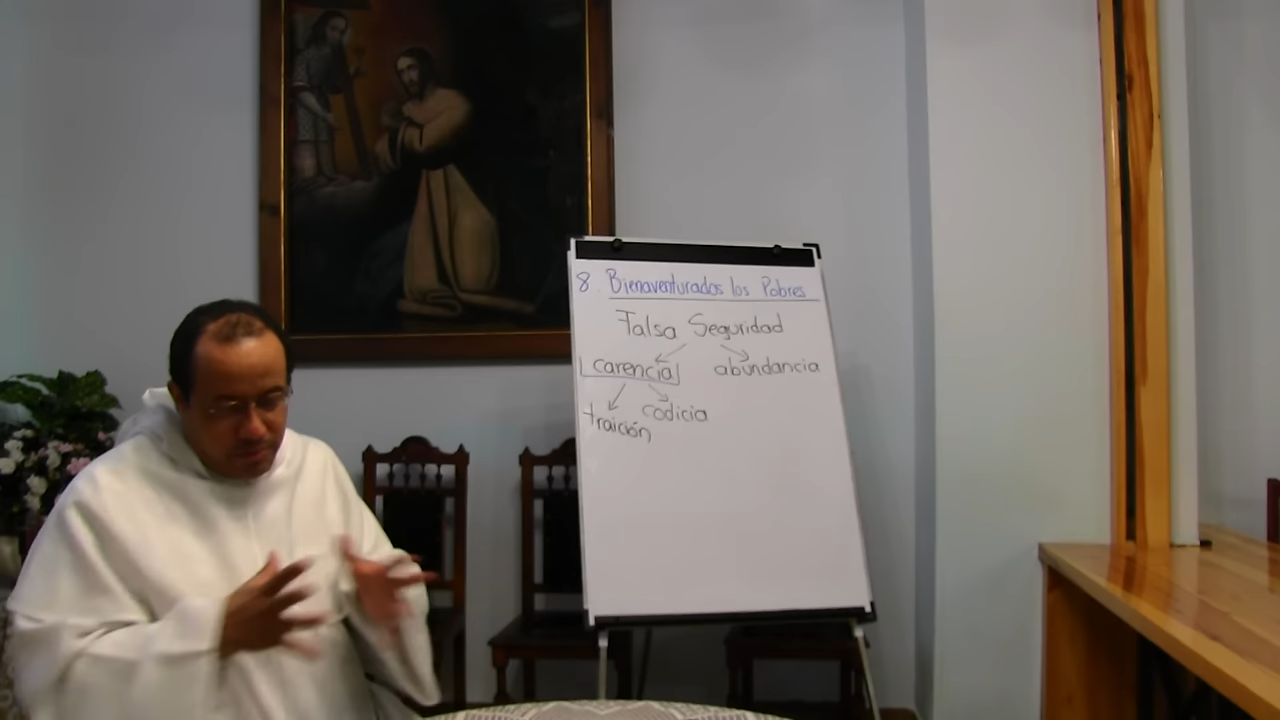 8. Bienaventurados los Pobres
Falsa Seguridad
carencia abundancia
traición codicia